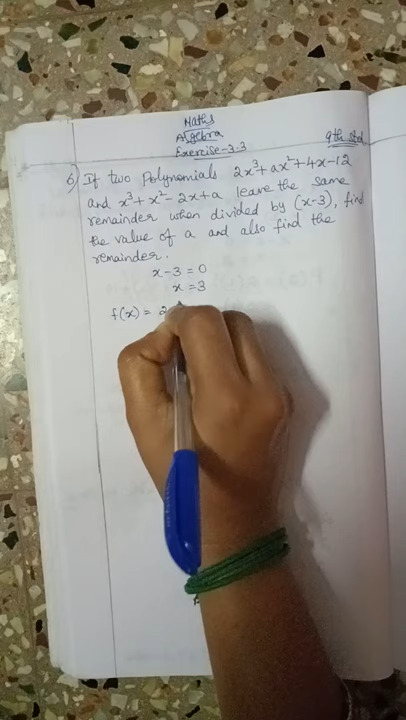 Maths
Algebra
Exercise-3.3
9th Std
6) If two Polynomials 2x³+ax²+4x-12
and x³+x²-2x+a leave the same
remainder when divided by (x-3), find
the value of a and also find the
remainder.
x-3 = 0
x = 3
f(x) = 2